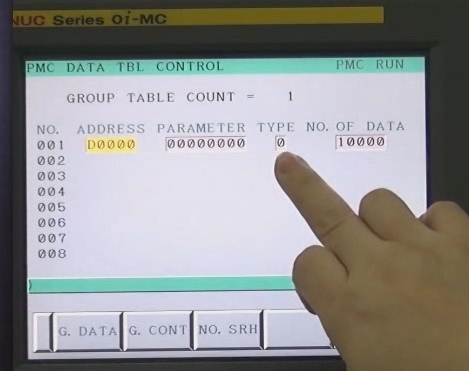 NUC Series 0i-MC
PMC DATA TBL CONTROL PMC RUN
GROUP TABLE COUNT = 1
NO. ADDRESS PARAMETER TYPE NO. OF DATA
001 D0000 00000000 0 10000
002
003
004
005
006
007
008
)
G. DATA G. CONT NO. SRH